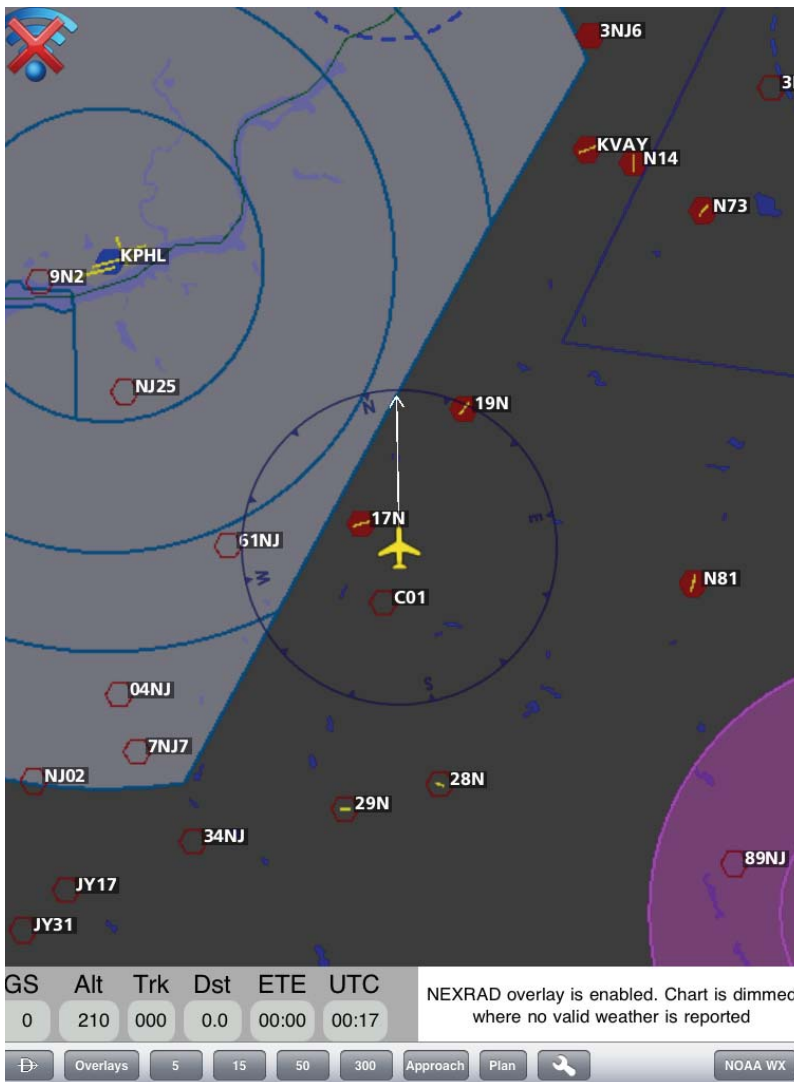 3NJ6
KVAY
N14
N73
KPHL
9N2
NJ25
N
19N
17N
E
61NJ
W
C01
N81
S
04NJ
7NJ7
NJ02
28N
29N
34NJ
89NJ
JY17
JY31
GS Alt Trk Dst ETE UTC
0 210 000 0.0 00:00 00:17
NEXRAD overlay is enabled. Chart is dimmed
where no valid weather is reported
D Overlays 5 15 50 300 Approach Plan NOAA WX